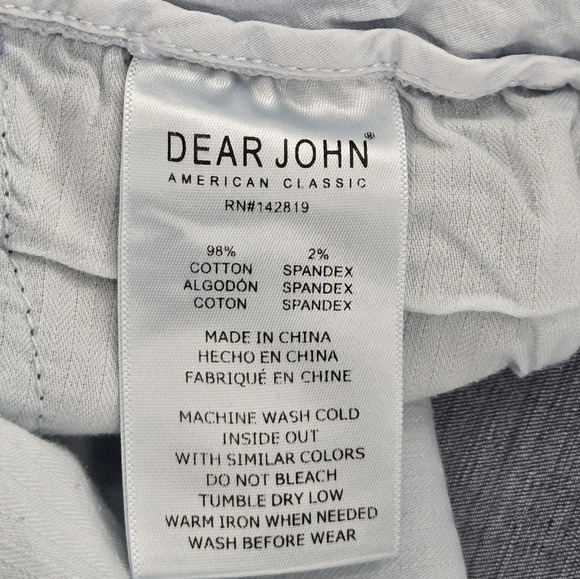 DEAR JOHN®
AMERICAN CLASSIC
RN#142819
98% 2%
COTTON SPANDEX
ALGODÓN SPANDEX
COTON SPANDEX
MADE IN CHINA
HECHO EN CHINA
FABRIQUÉ EN CHINE
MACHINE WASH COLD
INSIDE OUT
WITH SIMILAR COLORS
DO NOT BLEACH
TUMBLE DRY LOW
WARM IRON WHEN NEEDED
WASH BEFORE WEAR